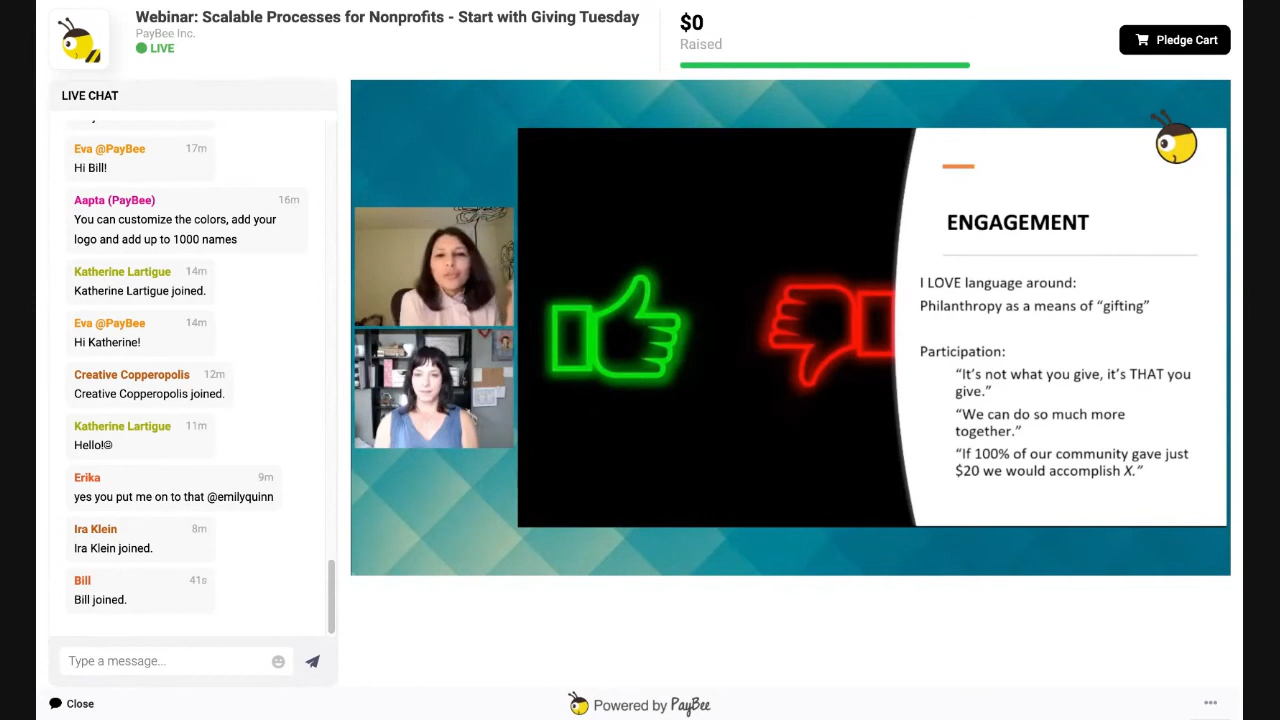 Webinar: Scalable Processes for Nonprofits - Start with Giving Tuesday
PayBee Inc.
LIVE
$0
Raised
Pledge Cart
LIVE CHAT
Eva @PayBee 17m
Hi Bill!
Aapta (PayBee) 16m
You can customize the colors, add your
logo and add up to 1000 names
Katherine Lartigue 14m
Katherine Lartigue joined.
Eva @PayBee 14m
Hi Katherine!
Creative Copperopolis 12m
Creative Copperopolis joined.
Katherine Lartigue 11m
Hello!☺
Erika 9m
yes you put me on to that @emilyquinn
Ira Klein 8m
Ira Klein joined.
Bill 41s
Bill joined.
Type a message...
Close
ENGAGEMENT
I LOVE language around:
Philanthropy as a means of “gifting”
Participation:
“It’s not what you give, it’s THAT you
give.”
“We can do so much more
together.”
“If 100% of our community gave just
$20 we would accomplish X.”
Powered by PayBee